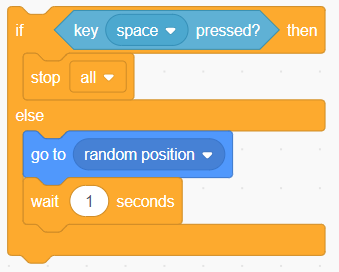 if key space pressed? then
stop all
else
go to random position
wait 1 seconds